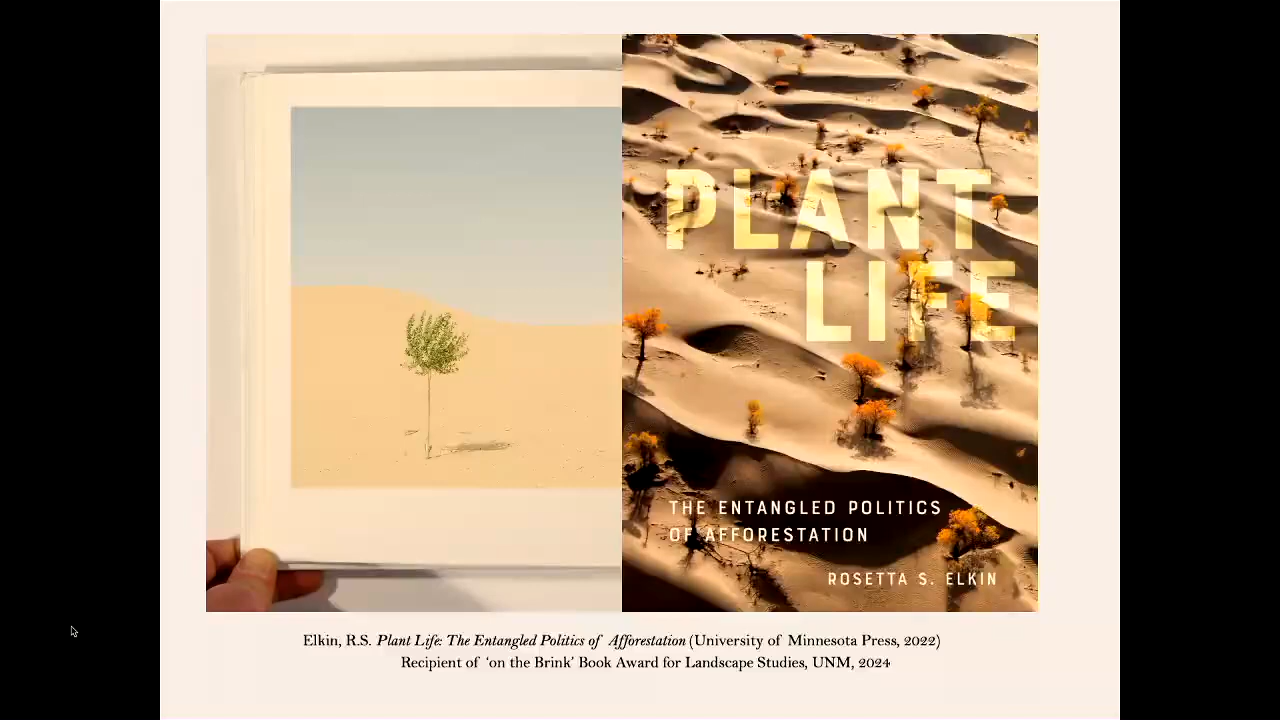 PLANT
LIFE
THE ENTANGLED POLITICS
OF AFFORESTATION
ROSETTA S. ELKIN
Elkin, R.S. Plant Life: The Entangled Politics of Afforestation (University of Minnesota Press, 2022)
Recipient of ‘on the Brink’ Book Award for Landscape Studies, UNM, 2024